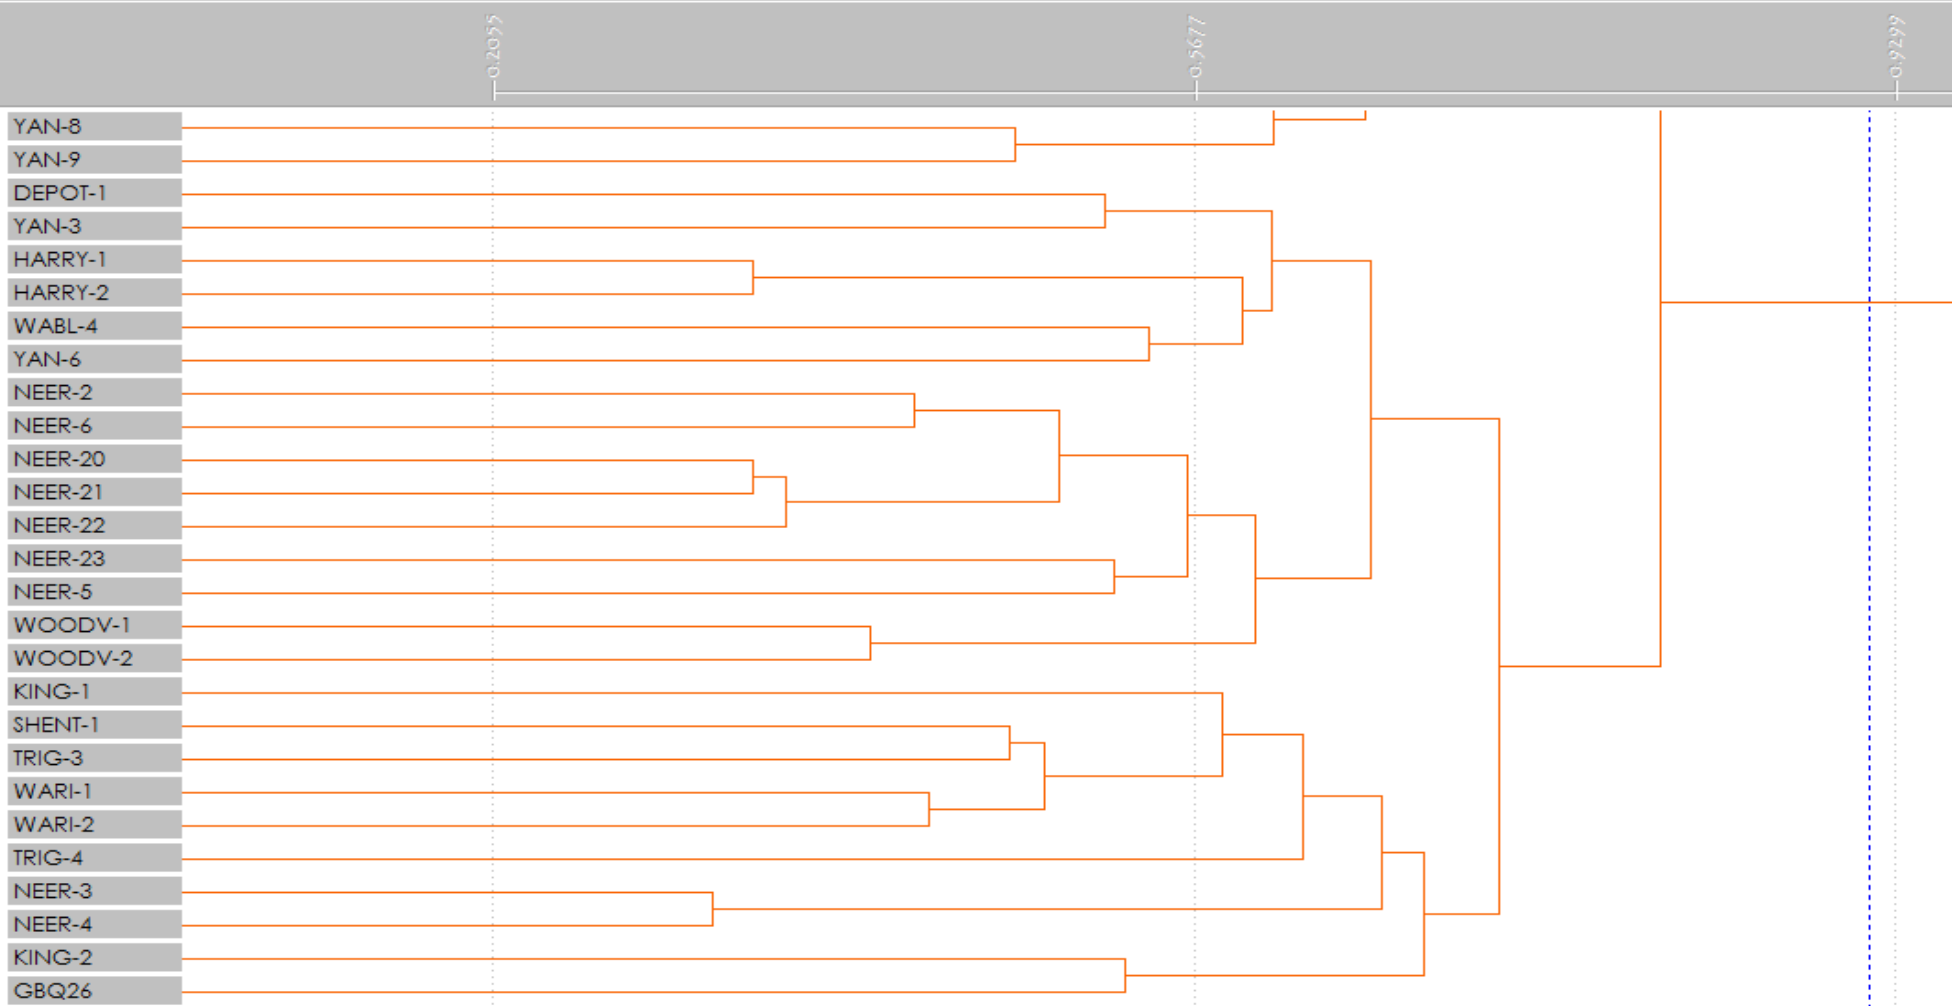 0.2055
0.5677
0.9299
YAN-8
YAN-9
DEPOT-1
YAN-3
HARRY-1
HARRY-2
WABL-4
YAN-6
NEER-2
NEER-6
NEER-20
NEER-21
NEER-22
NEER-23
NEER-5
WOODV-1
WOODV-2
KING-1
SHENT-1
TRIG-3
WARI-1
WARI-2
TRIG-4
NEER-3
NEER-4
KING-2
GBQ26